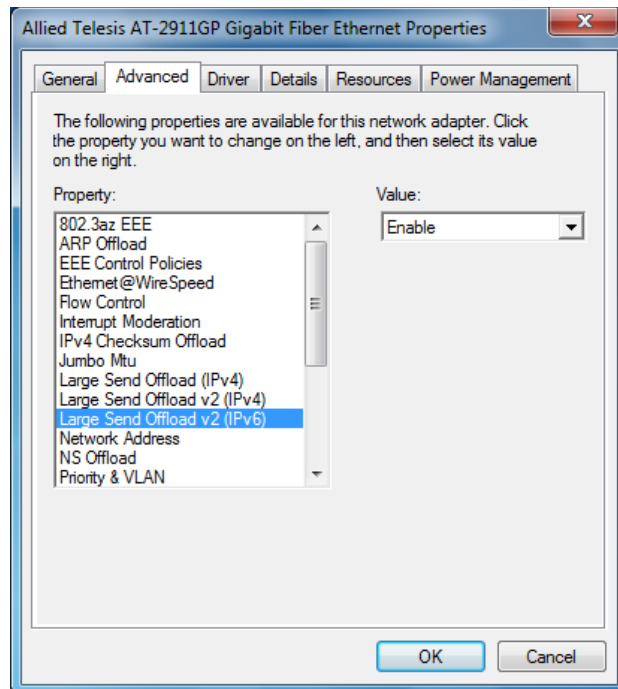 Allied Telesis AT-2911GP Gigabit Fiber Ethernet Properties
General Advanced Driver Details Resources Power Management
The following properties are available for this network adapter. Click
the property you want to change on the left, and then select its value
on the right.
Property:
Value:
802.3az EEE
ARP Offload
EEE Control Policies
Ethernet@WireSpeed
Flow Control
Interrupt Moderation
IPv4 Checksum Offload
Jumbo Mtu
Large Send Offload (IPv4)
Large Send Offload v2 (IPv4)
Large Send Offload v2 (IPv6)
Network Address
NS Offload
Priority & VLAN
Enable
OK Cancel